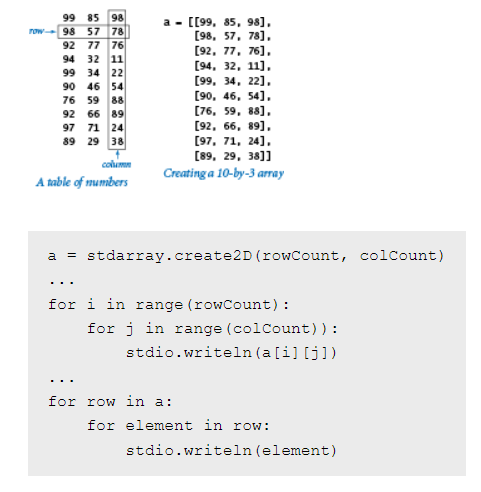 99 85 98
row 98 57 78
92 77 76
94 32 11
99 34 22
90 46 54
76 59 88
92 66 89
97 71 24
89 29 38
column
A table of numbers
a = [[99, 85, 98],
[98, 57, 78],
[92, 77, 76],
[94, 32, 11],
[99, 34, 22],
[90, 46, 54],
[76, 59, 88],
[92, 66, 89],
[97, 71, 24],
[89, 29, 38]]
Creating a 10-by-3 array
a = stdarray.create2D(rowCount, colCount)
...
for i in range(rowCount):
    for j in range(colCount)):
        stdio.writeln(a[i][j])
...
for row in a:
    for element in row:
        stdio.writeln(element)